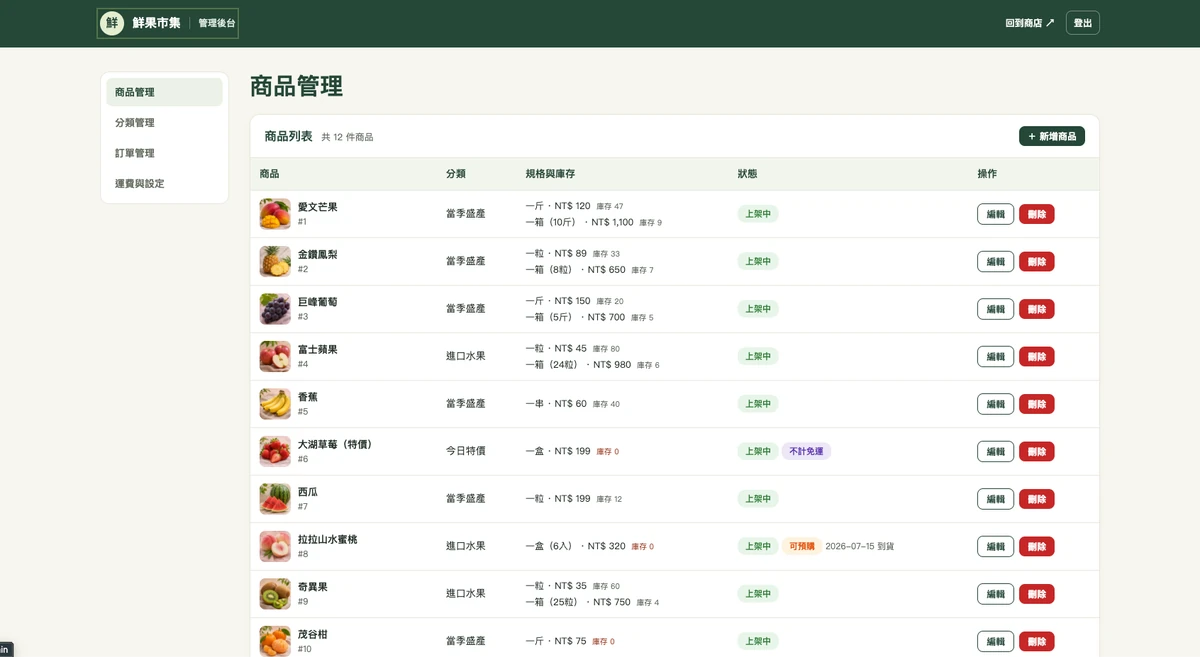 鮮 鮮果市集 管理後台 回到商店 ↗ 登出
商品管理
分類管理
訂單管理
運費與設定
商品管理
商品列表 共 12 件商品 + 新增商品
商品 分類 規格與庫存 狀態 操作
愛文芒果
#1
當季盛產
一斤 · NT$ 120 庫存 47
一箱（10斤） · NT$ 1,100 庫存 9
上架中
編輯 刪除
金鑽鳳梨
#2
當季盛產
一粒 · NT$ 89 庫存 33
一箱（8粒） · NT$ 650 庫存 7
上架中
編輯 刪除
巨峰葡萄
#3
當季盛產
一斤 · NT$ 150 庫存 20
一箱（5斤） · NT$ 700 庫存 5
上架中
編輯 刪除
富士蘋果
#4
進口水果
一粒 · NT$ 45 庫存 80
一箱（24粒） · NT$ 980 庫存 6
上架中
編輯 刪除
香蕉
#5
當季盛產
一串 · NT$ 60 庫存 40
上架中
編輯 刪除
大湖草莓（特價）
#6
今日特價
一盒 · NT$ 199 庫存 0
上架中 不計免運
編輯 刪除
西瓜
#7
當季盛產
一粒 · NT$ 199 庫存 12
上架中
編輯 刪除
拉拉山水蜜桃
#8
進口水果
一盒（6入） · NT$ 320 庫存 0
上架中 可預購 2026-07-15 到貨
編輯 刪除
奇異果
#9
進口水果
一粒 · NT$ 35 庫存 60
一箱（25粒） · NT$ 750 庫存 4
上架中
編輯 刪除
茂谷柑
#10
當季盛產
一斤 · NT$ 75 庫存 0
上架中
編輯 刪除